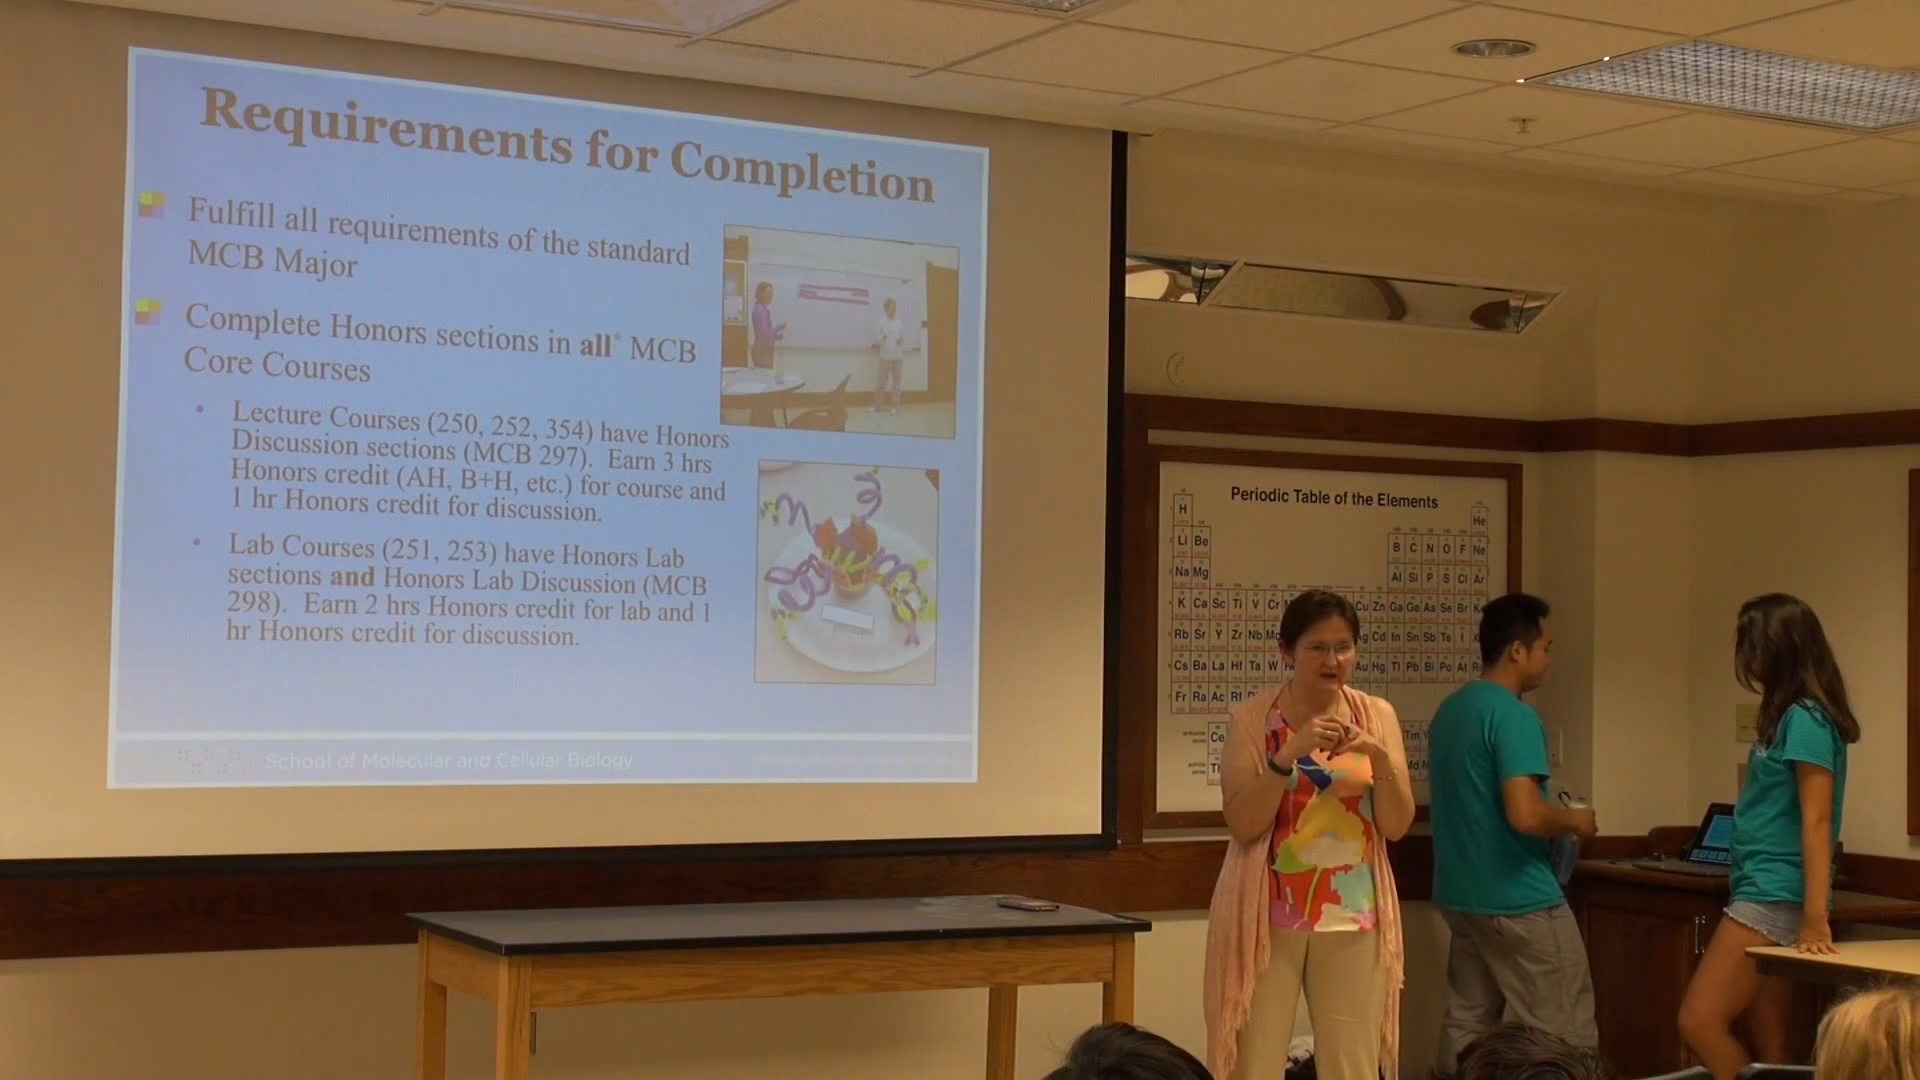 Requirements for Completion
Fulfill all requirements of the standard
MCB Major
Complete Honors sections in all* MCB
Core Courses
Lecture Courses (250, 252, 354) have Honors
Discussion sections (MCB 297). Earn 3 hrs
Honors credit (AH, B+H, etc.) for course and
1 hr Honors credit for discussion.
Lab Courses (251, 253) have Honors Lab
sections and Honors Lab Discussion (MCB
298). Earn 2 hrs Honors credit for lab and 1
hr Honors credit for discussion.
School of Molecular and Cellular Biology
Periodic Table of the Elements
H He
Li Be B C N O F Ne
Na Mg Al Si P S Cl Ar
K Ca Sc Ti V Cr Cu Zn Ga Ge As Se Br
Rb Sr Y Zr Nb Mo Cd In Sn Sb Te I
Cs Ba La Hf Ta W Au Hg Tl Pb Bi Po At
Fr Ra Ac Rf
Ce Tm